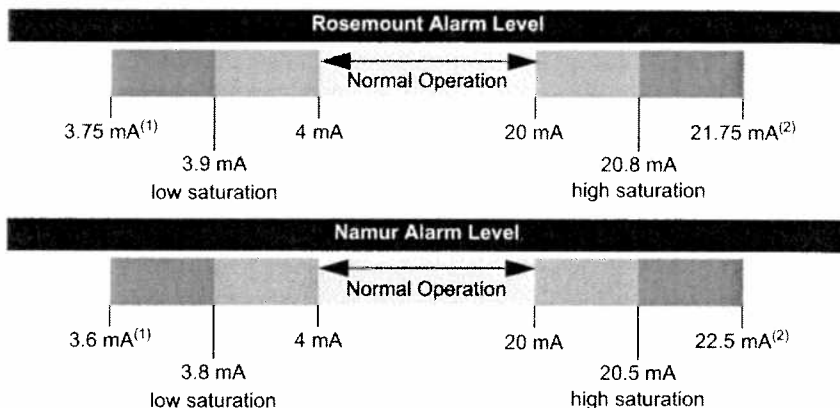 Rosemount Alarm Level
Normal Operation
3.75 mA(1) 4 mA 20 mA 21.75 mA(2)
3.9 mA 20.8 mA
low saturation high saturation
Namur Alarm Level
Normal Operation
3.6 mA(1) 4 mA 20 mA 22.5 mA(2)
3.8 mA 20.5 mA
low saturation high saturation